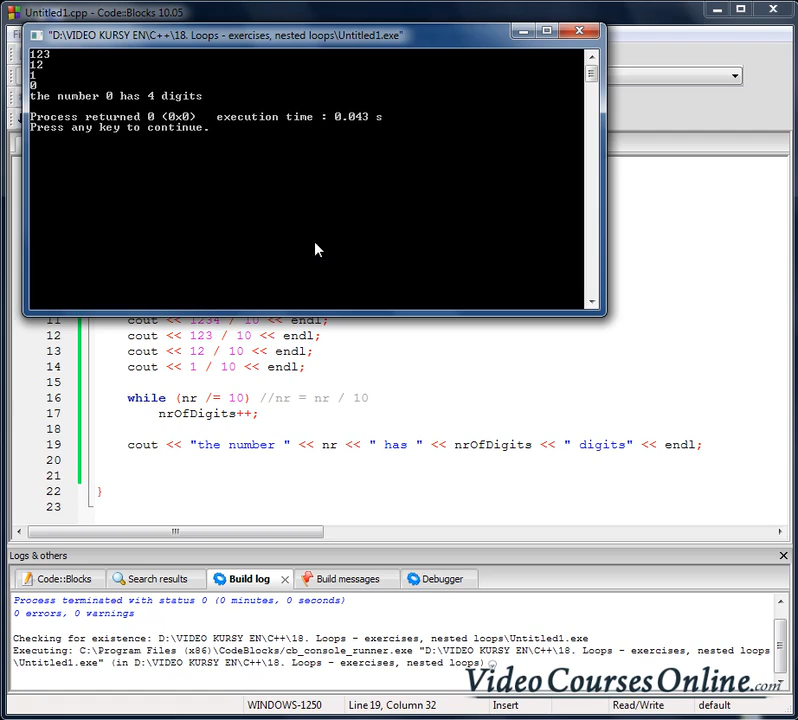 Untitled1.cpp - Code::Blocks 10.05
"D:\VIDEO KURSY EN\C++\18. Loops - exercises, nested loops\Untitled1.exe"
123
12
1
0
the number 0 has 4 digits
Process returned 0 (0x0)   execution time : 0.043 s
Press any key to continue.
11 cout << 1234 / 10 << endl;
12 cout << 123 / 10 << endl;
13 cout << 12 / 10 << endl;
14 cout << 1 / 10 << endl;
15
16 while (nr /= 10) //nr = nr / 10
17 nrOfDigits++;
18
19 cout << "the number " << nr << " has " << nrOfDigits << " digits" << endl;
20
21
22 }
23
Logs & others
Code::Blocks Search results Build log Build messages Debugger
Process terminated with status 0 (0 minutes, 0 seconds)
0 errors, 0 warnings
Checking for existence: D:\VIDEO KURSY EN\C++\18. Loops - exercises, nested loops\Untitled1.exe
Executing: C:\Program Files (x86)\CodeBlocks/cb_console_runner.exe "D:\VIDEO KURSY EN\C++\18. Loops - exercises, nested loops
\Untitled1.exe" (in D:\VIDEO KURSY EN\C++\18. Loops - exercises, nested loops)
VideoCoursesOnline.com
WINDOWS-1250 Line 19, Column 32 Insert Read/Write default